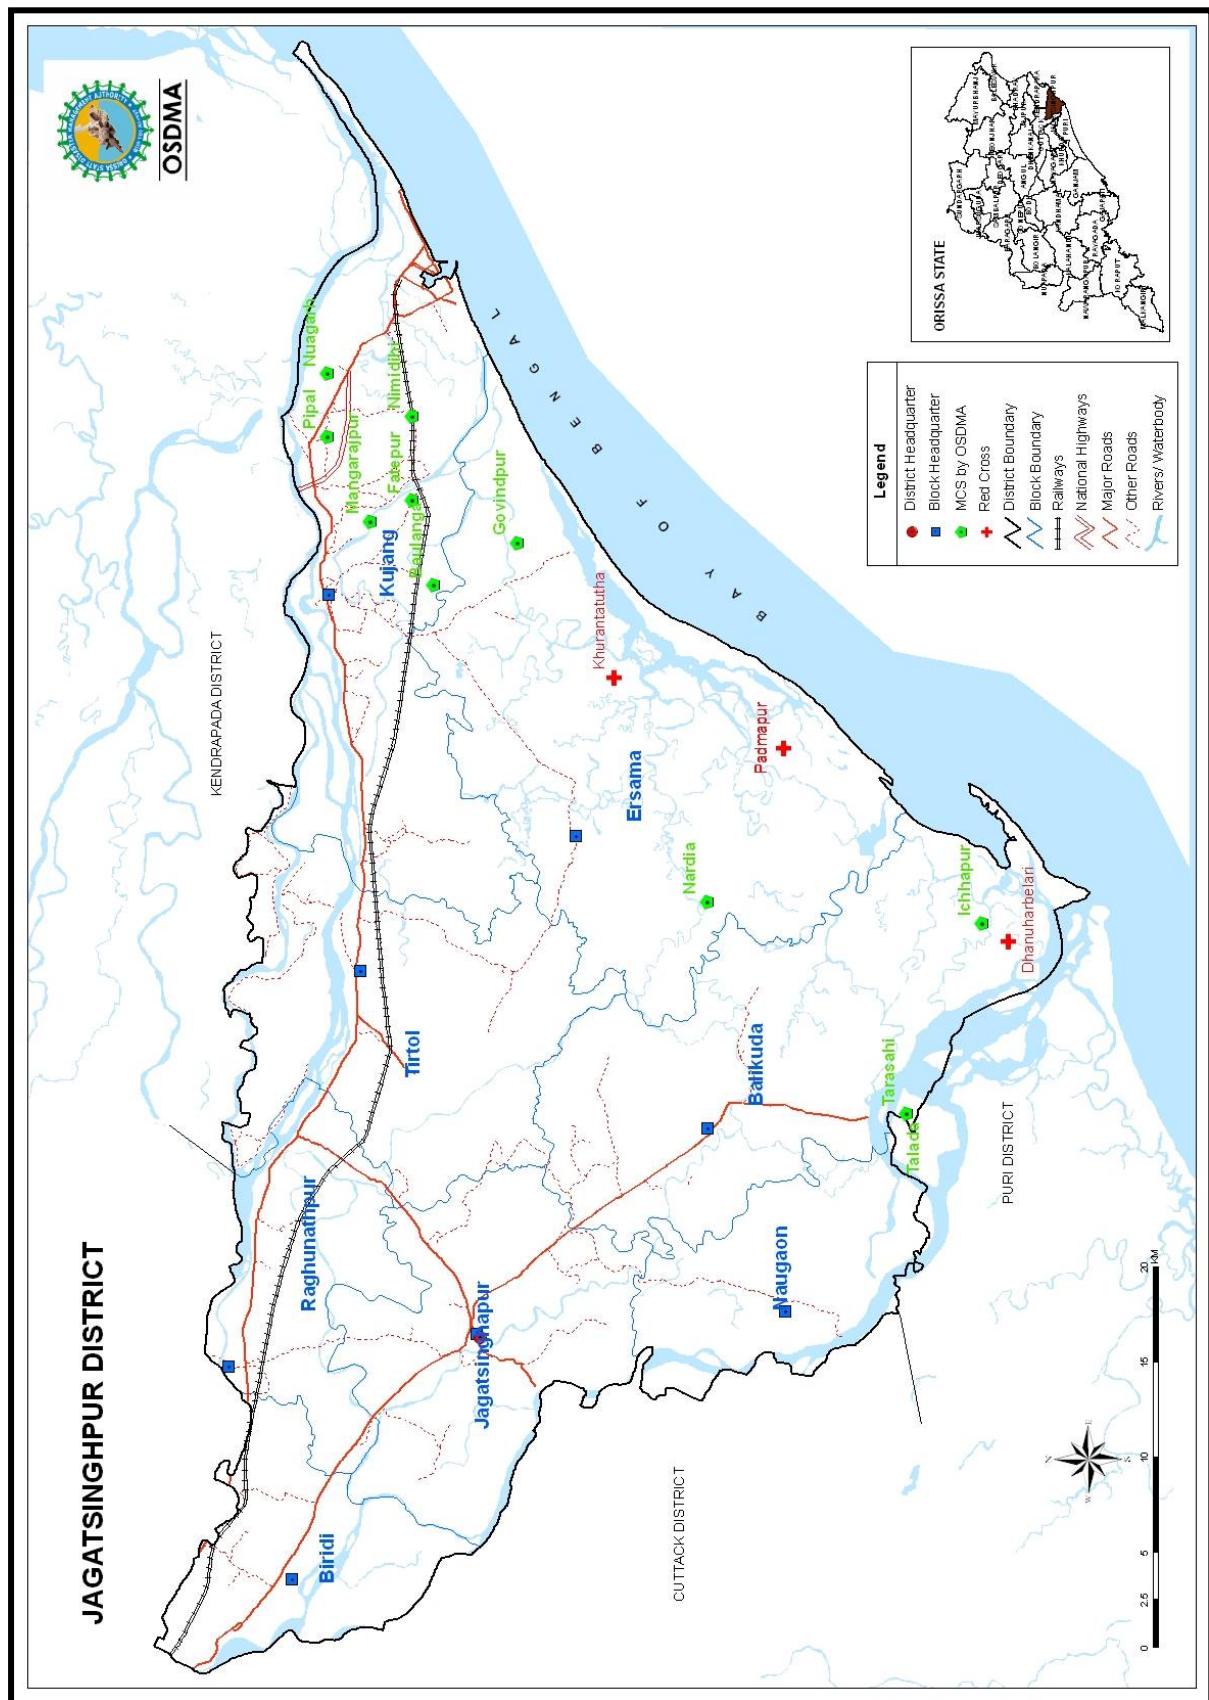 JAGATSINGHPUR DISTRICT
OSDMA
ORISSA STATE
KENDRAPADA DISTRICT
CUTTACK DISTRICT
PURI DISTRICT
BAY OF BENGAL
Biridi
Raghunathpur
Jagatsinghapur
Tirtol
Naugaon
Balikuda
Ersama
Kujang
Pipal
Nuagarh
Mangarajpur
Fatepur
Nimidihi
Govindpur
Nardia
Ichhapur
Tarasahi
Talada
Khurantatutha
Padmapur
Dhanuharbelari
Legend
District Headquarter
Block Headquarter
MCS by OSDMA
Red Cross
District Boundary
Block Boundary
Railways
National Highways
Major Roads
Other Roads
Rivers/ Waterbody
0 2.5 5 10 15 20
KM
N
E
S
W